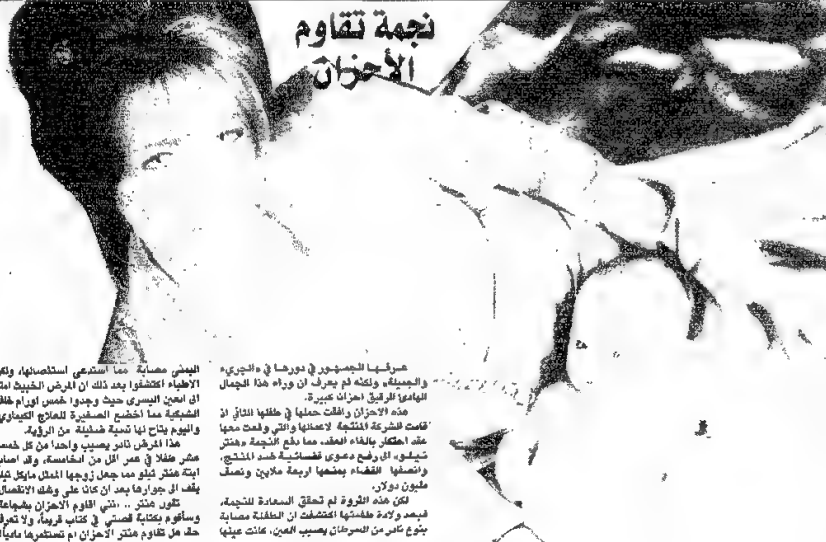 نجمة تقاوم
الأحزان
عرفها الجمهور في دورها في «الجريء
والجميلة» ولكنه لم يعرف ان وراء هذا الجمال
الهادئ الرقيق احزان كبيرة.
هذه الاحزان رافقت حملها في طفلها الثاني اذ
قامت الشركة المنتجة لاعمالها والتي وقعت معها
عقد احتكار بالغاء العقد، مما دفع النجمة «هنتر
تيلو» الى رفع دعوى قضائية ضد المنتج،
وانصفها القضاء بمنحها اربعة ملايين ونصف
مليون دولار.
لكن هذه الثروة لم تحقق السعادة للنجمة،
فبعد ولادة طفلتها اكتشفت ان الطفلة مصابة
بنوع نادر من السرطان يصيب العين، كانت عينها
اليمنى مصابة مما استدعى استئصالها، ولكن
الاطباء اكتشفوا بعد ذلك ان المرض الخبيث
الى العين اليسرى حيث وجدوا خمس اورام خلف
الشبكية مما اخضع الصغيرة للعلاج الكيماوي
واليوم يتاح لها نسبة ضئيلة من الرؤية.
هذا المرض نادر يصيب واحدا من كل خمسة
عشر طفلا في عمر اقل من الخامسة، وقد
ابنة هنتر تيلو مما جعل زوجها الممثل مايكل
يقف الى جوارها بعد ان كانا على وشك الانفصال
تقول هنتر .. انني اقاوم الاحزان بشجاعة
وسأقوم بكتابة قصتي في كتاب قريبا، ولا
هل تقاوم هنتر الاحزان ام تستثمرها ماديا